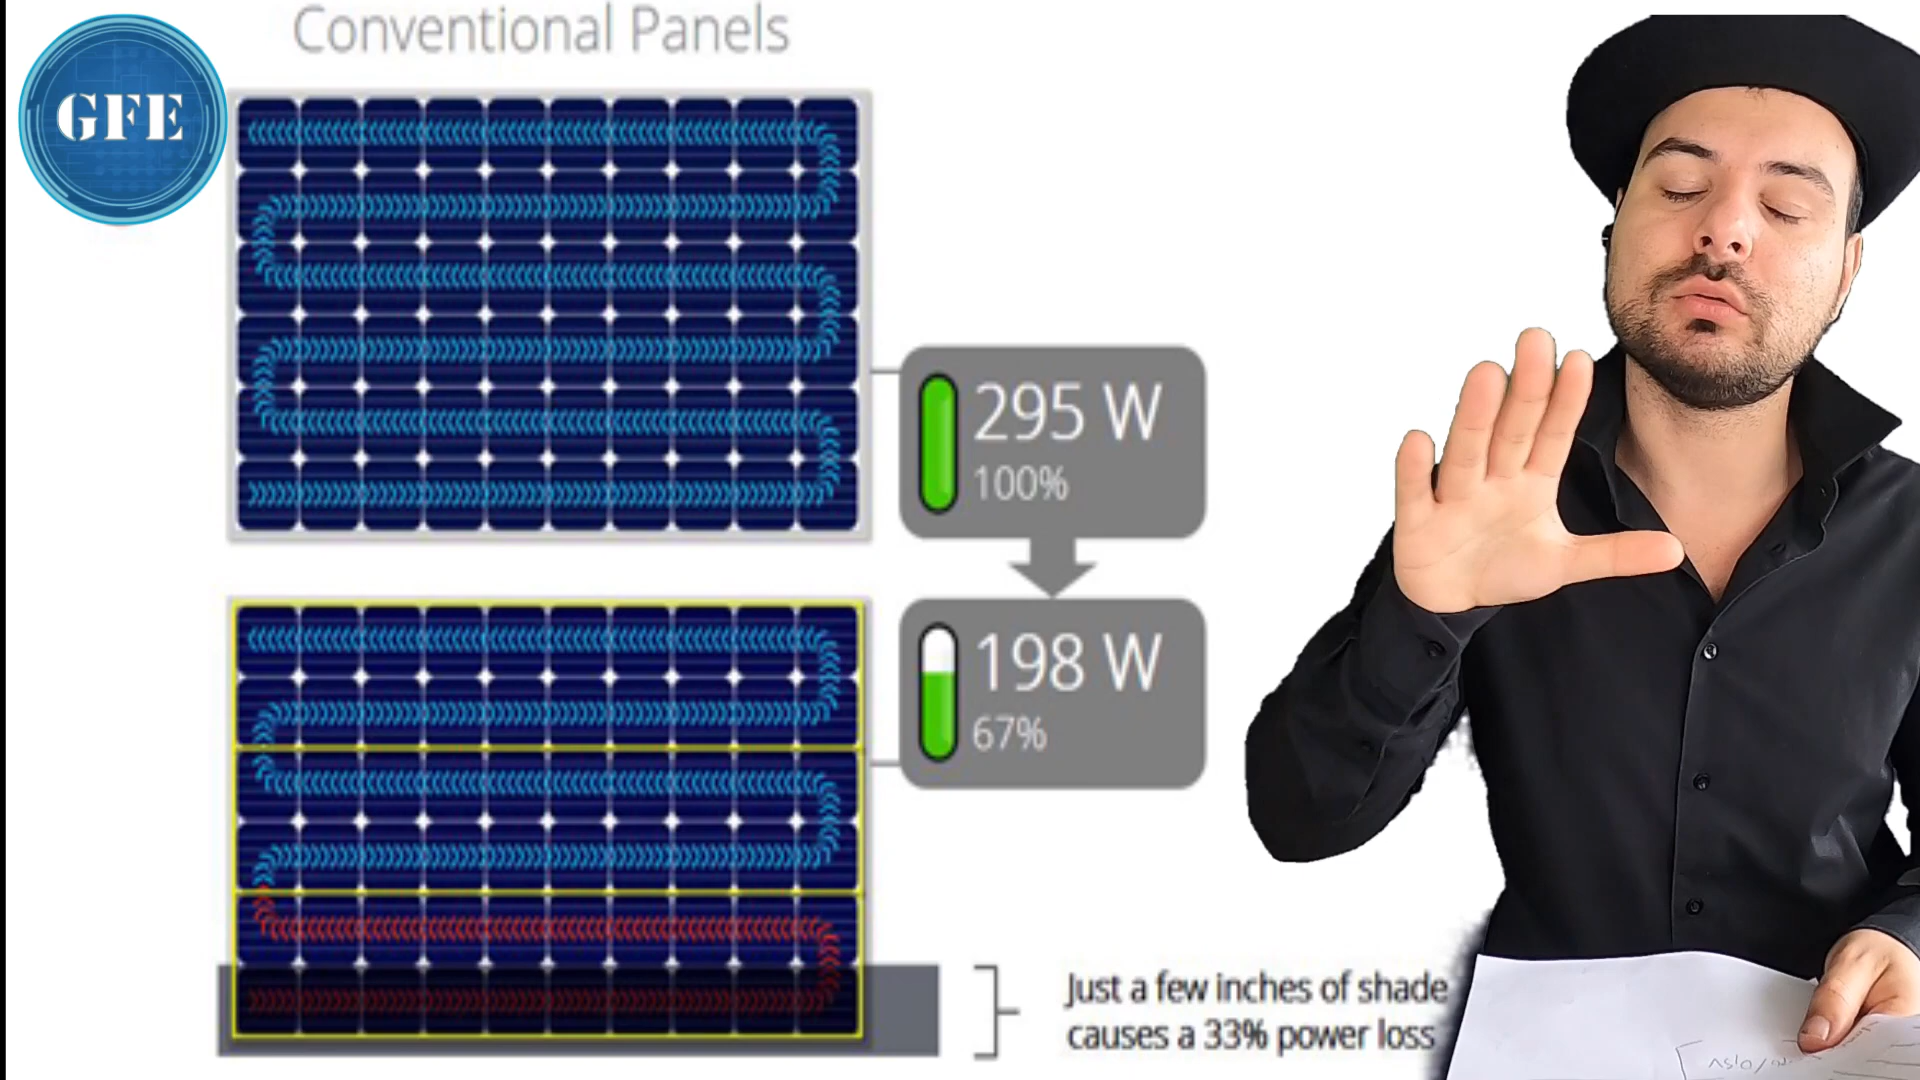 Conventional Panels
GFE
295 W
100%
198 W
67%
Just a few inches of shade
causes a 33% power loss